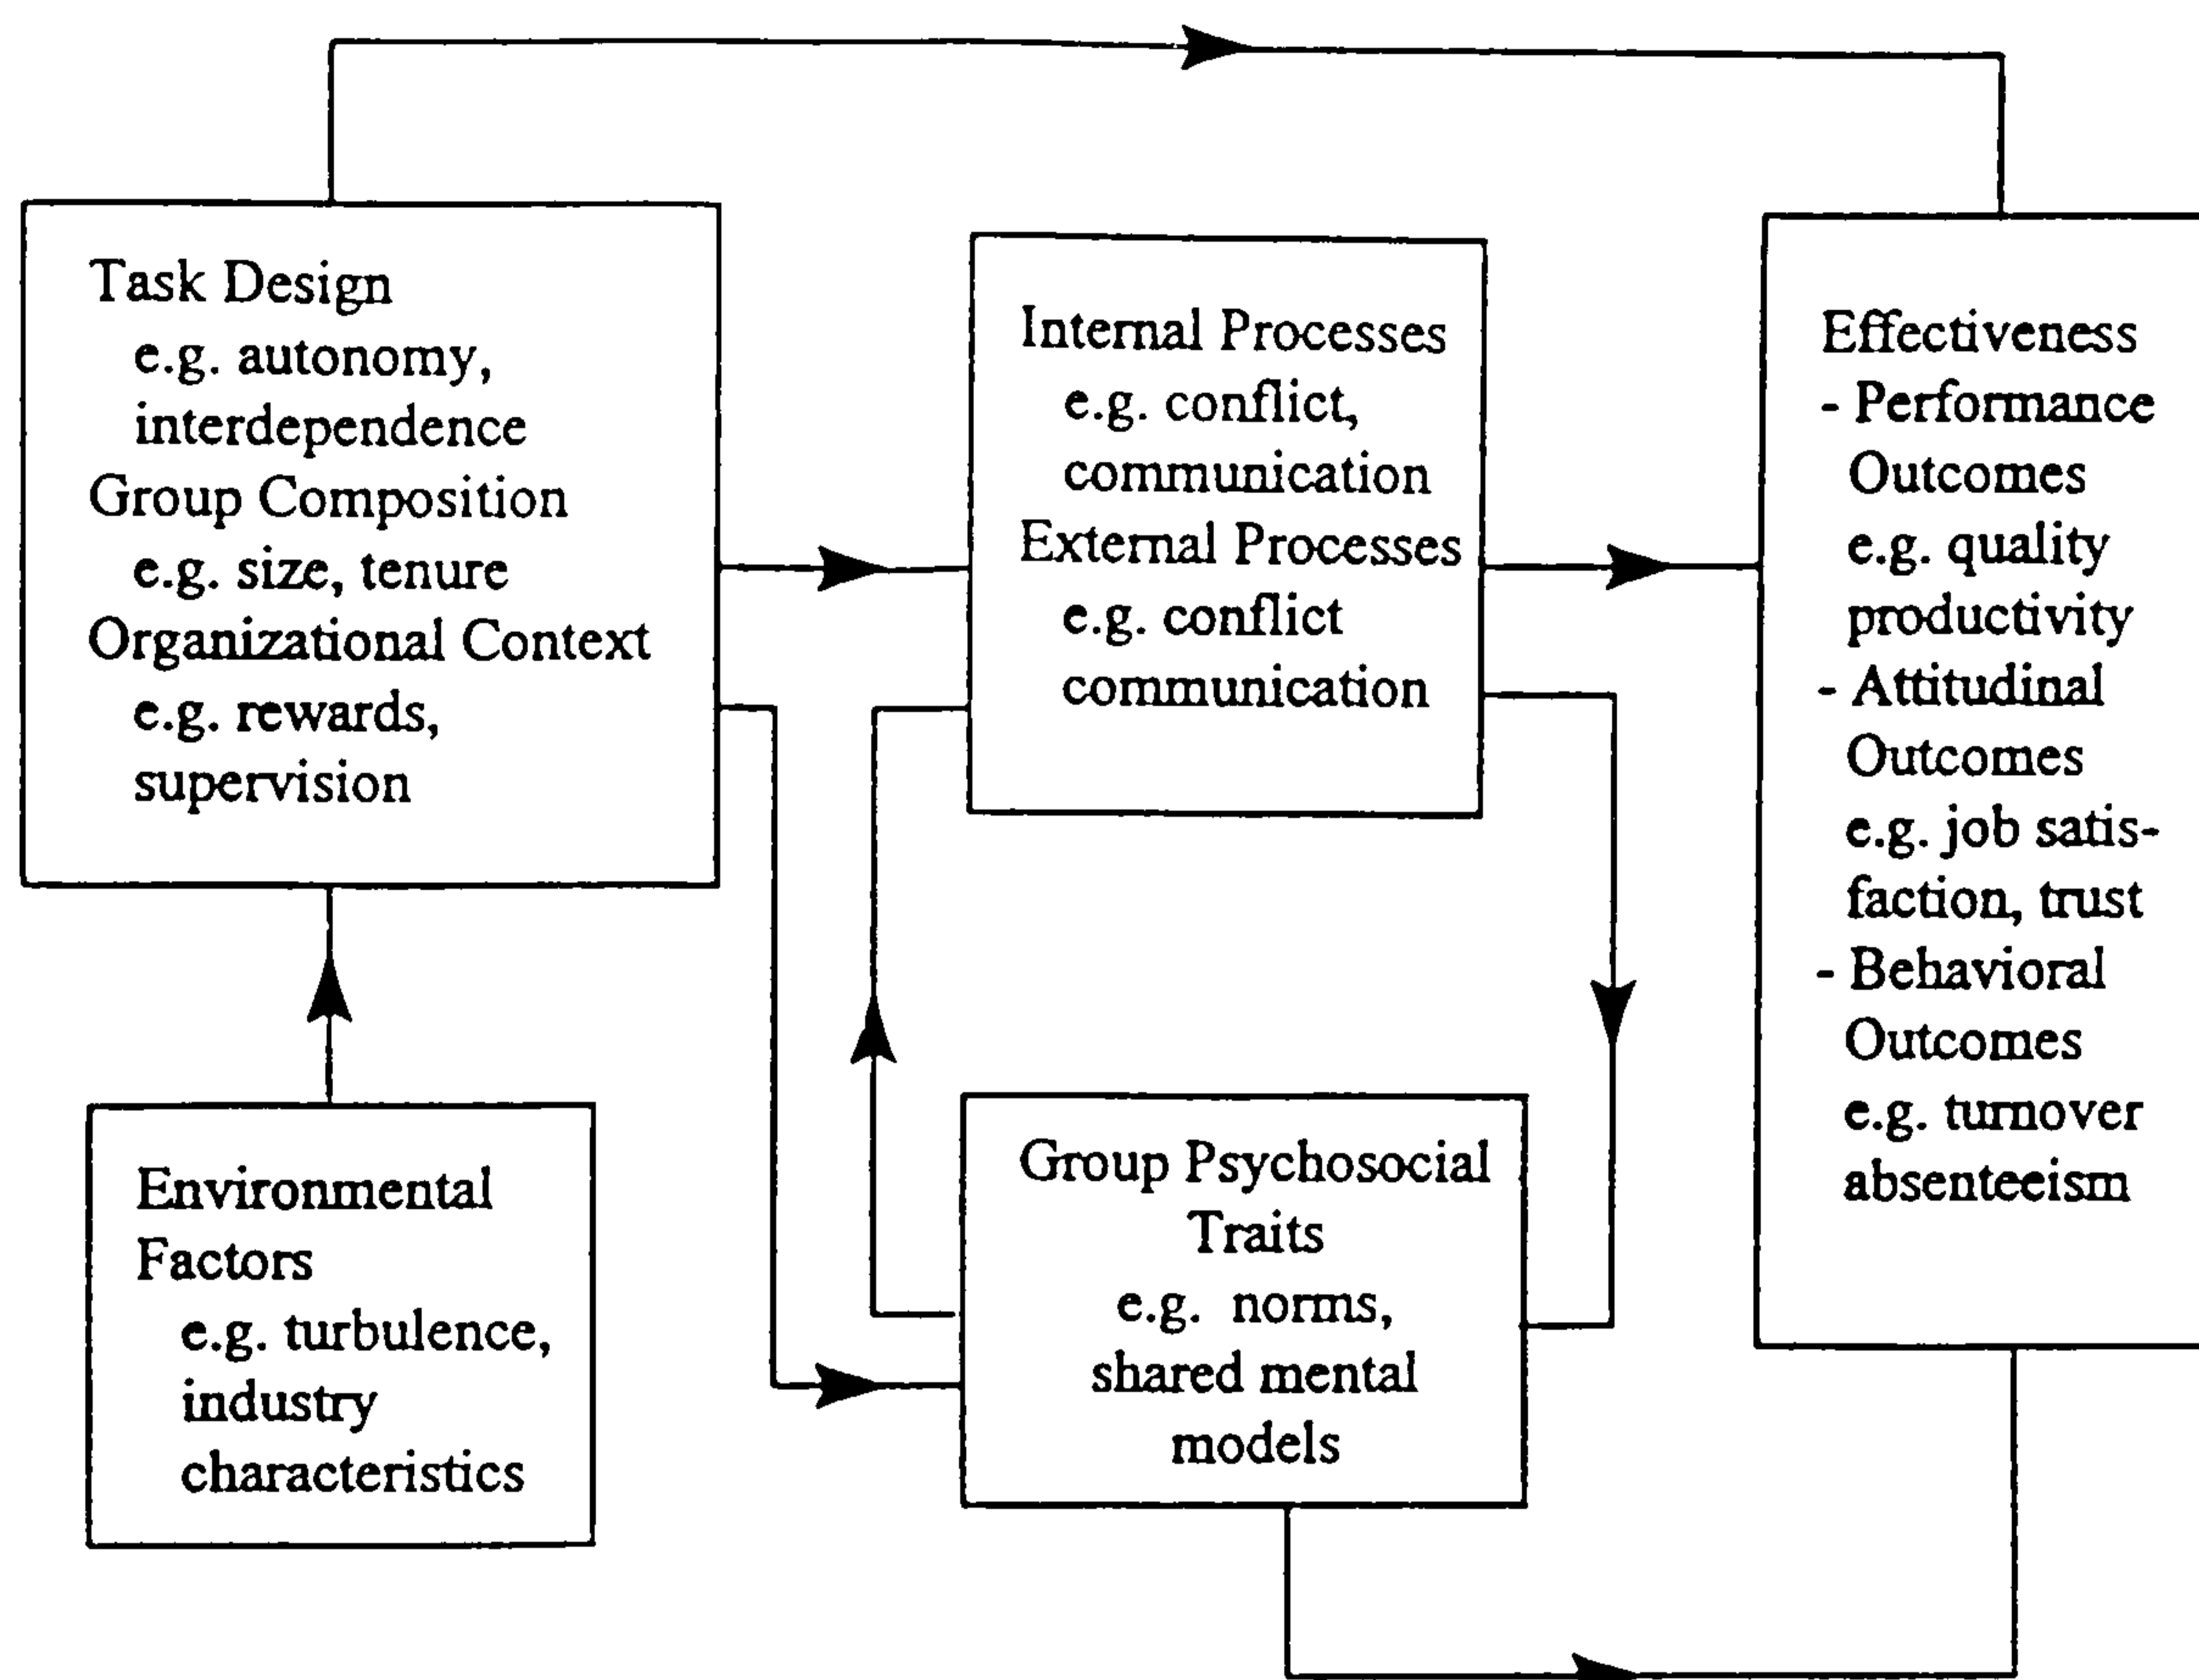 Task Design
e.g. autonomy,
interdependence
Group Composition
e.g. size, tenure
Organizational Context
e.g. rewards,
supervision
Environmental
Factors
e.g. turbulence,
industry
characteristics
Internal Processes
e.g. conflict,
communication
External Processes
e.g. conflict
communication
Group Psychosocial
Traits
e.g. norms,
shared mental
models
Effectiveness
- Performance
Outcomes
e.g. quality
productivity
- Attitudinal
Outcomes
e.g. job satis-
faction, trust
- Behavioral
Outcomes
e.g. turnover
absenteeism